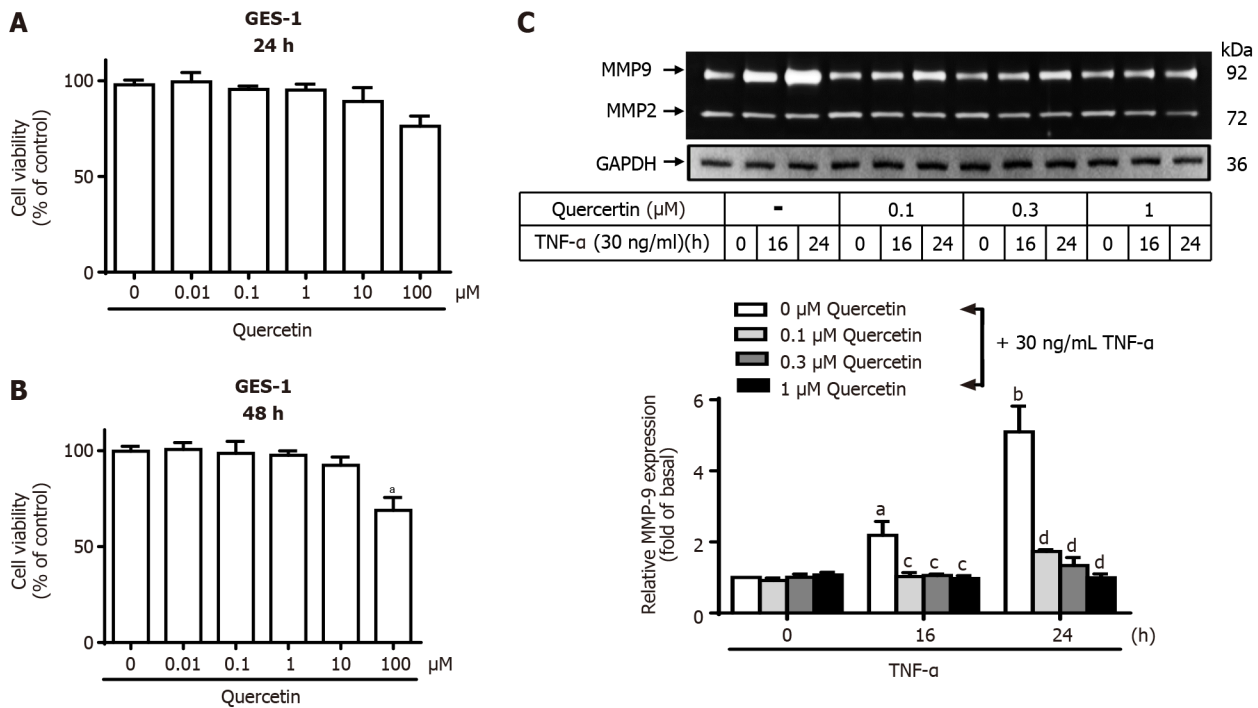 A
GES-1
24 h
Cell viability
(% of control)
100
50
0
0 0.01 0.1 1 10 100 μM
Quercetin
B
GES-1
48 h
Cell viability
(% of control)
100
50
0
a
0 0.01 0.1 1 10 100 μM
Quercetin
C
kDa
MMP9 92
MMP2 72
GAPDH 36
Quercertin (μM) - 0.1 0.3 1
TNF-α (30 ng/ml)(h) 0 16 24 0 16 24 0 16 24 0 16 24
0 μM Quercetin
0.1 μM Quercetin
0.3 μM Quercetin
1 μM Quercetin
+ 30 ng/mL TNF-α
Relative MMP-9 expression
(fold of basal)
6
4
2
0
a
c c c
b
d d d
0 16 24 (h)
TNF-α